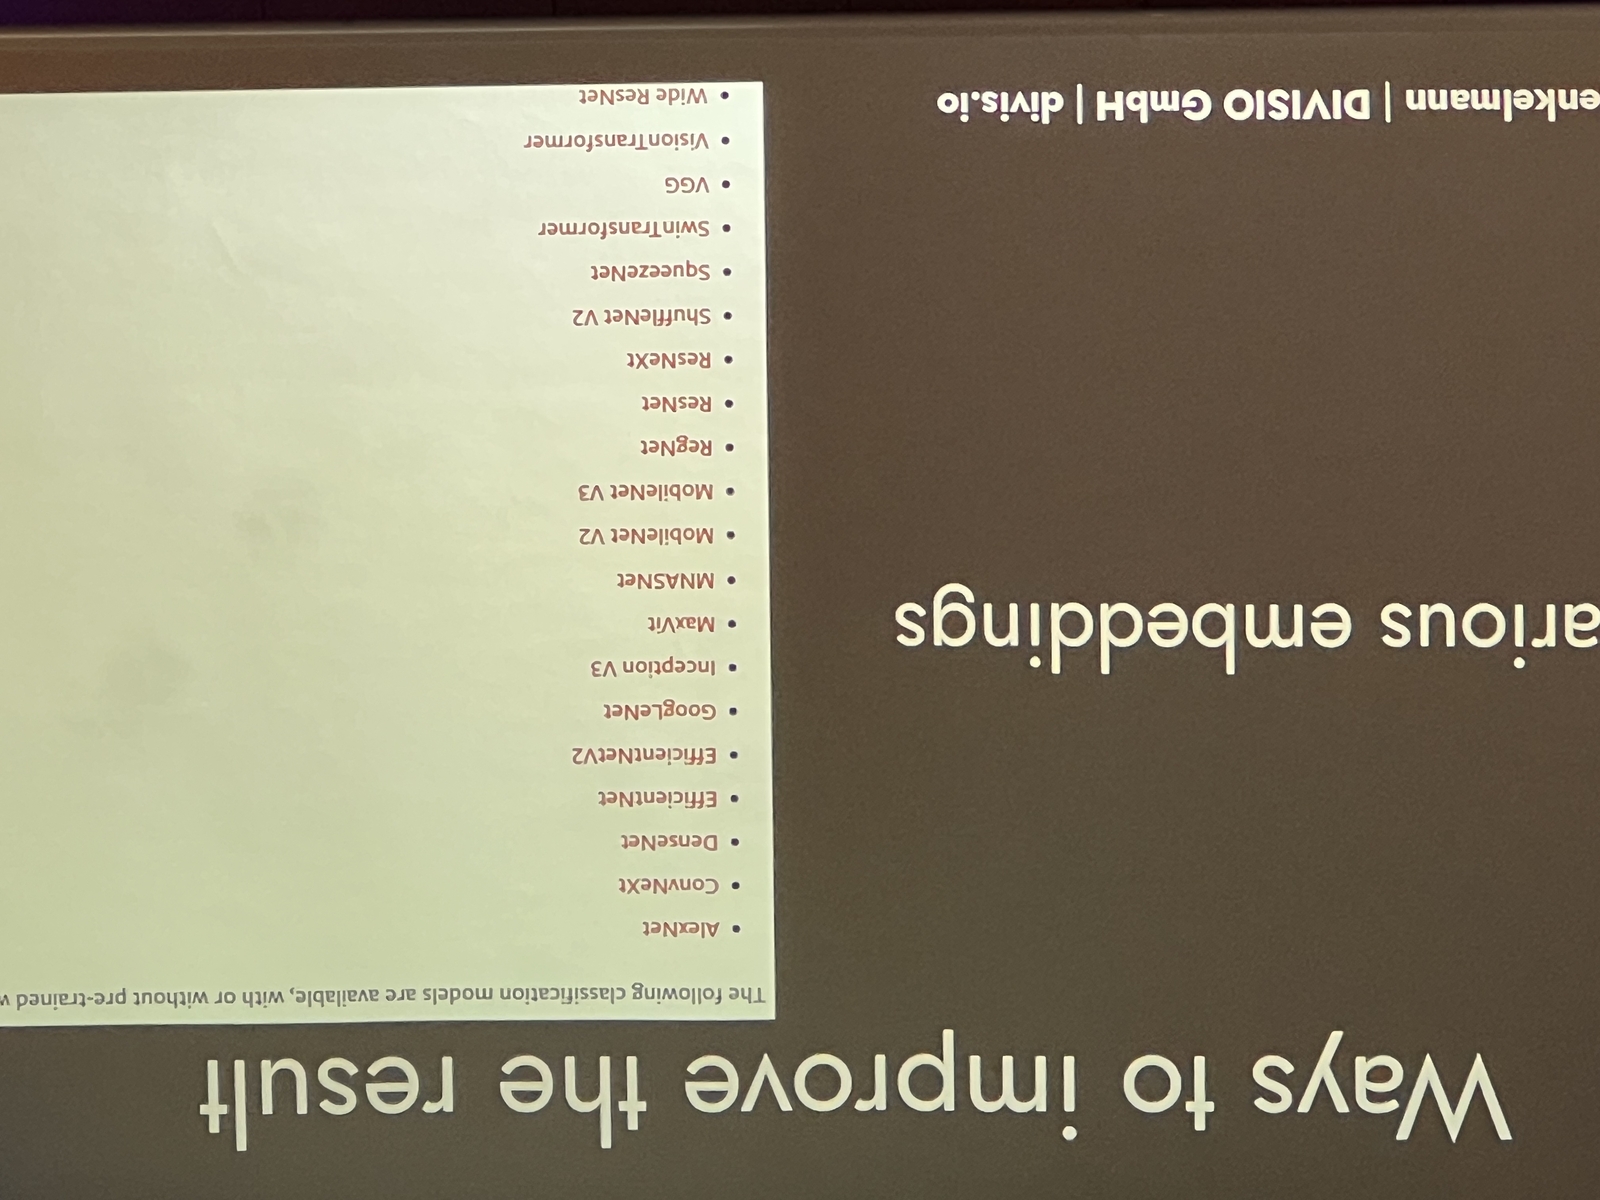 Ways to improve the result
The following classification models are available, with or without pre-trained
• AlexNet
• ConvNeXt
• DenseNet
• EfficientNet
• EfficientNetV2
• GoogLeNet
• Inception V3
• MaxVit
• MNASNet
• MobileNet V2
• MobileNet V3
• RegNet
• ResNet
• ResNeXt
• ShuffleNet V2
• SqueezeNet
• SwinTransformer
• VGG
• VisionTransformer
• Wide ResNet
arious embeddings
enkelmann | DIVISIO GmbH | divis.io